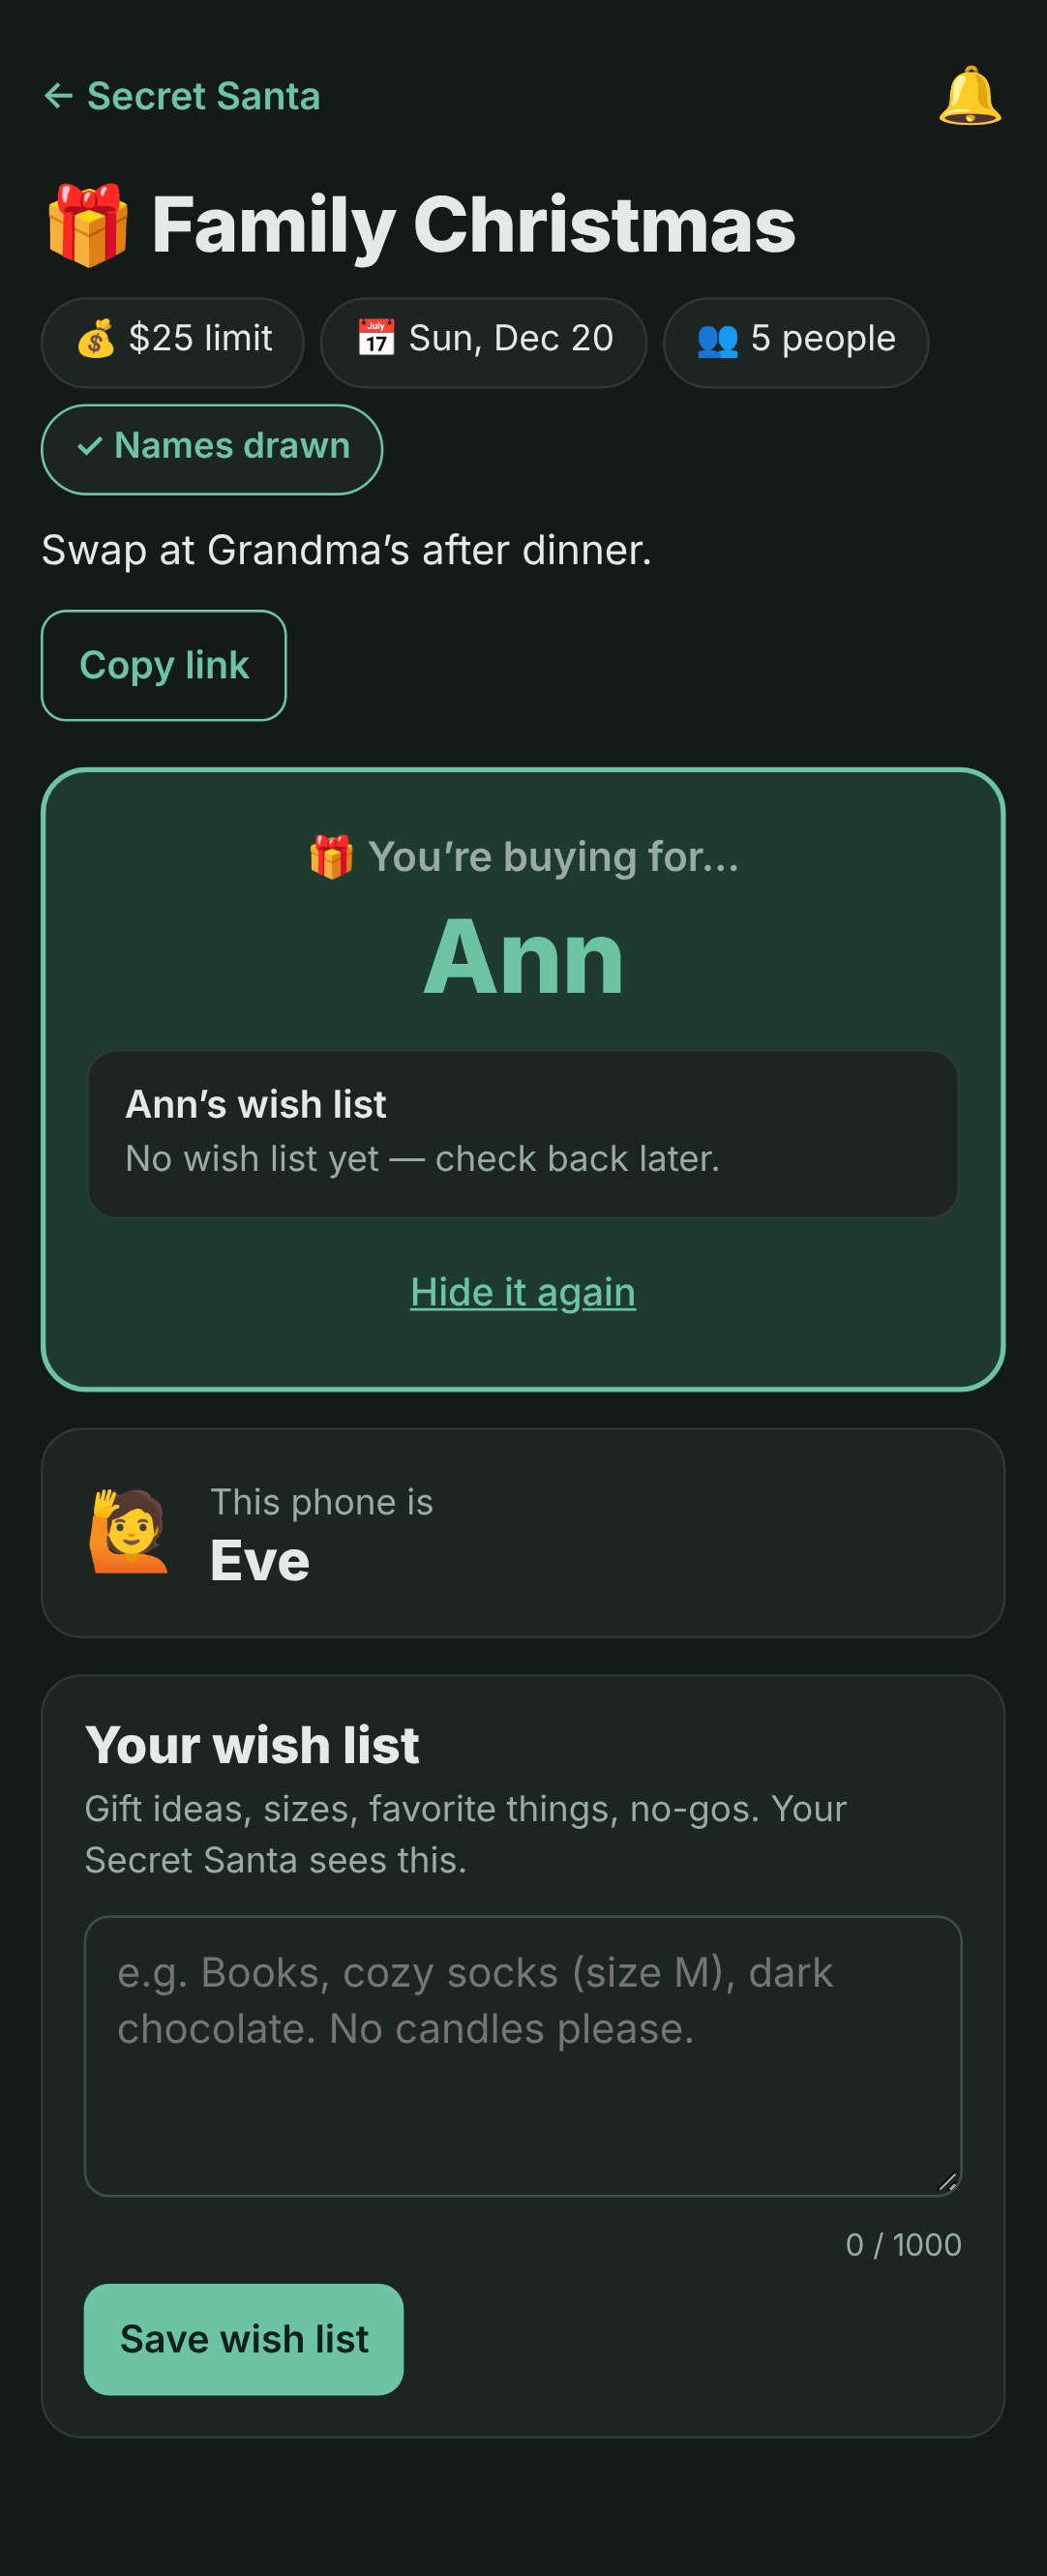 ← Secret Santa
Family Christmas
$25 limit
Sun, Dec 20
5 people
✓ Names drawn
Swap at Grandma’s after dinner.
Copy link
You’re buying for…
Ann
Ann’s wish list
No wish list yet — check back later.
Hide it again
This phone is
Eve
Your wish list
Gift ideas, sizes, favorite things, no-gos. Your
Secret Santa sees this.
e.g. Books, cozy socks (size M), dark
chocolate. No candles please.
0 / 1000
Save wish list